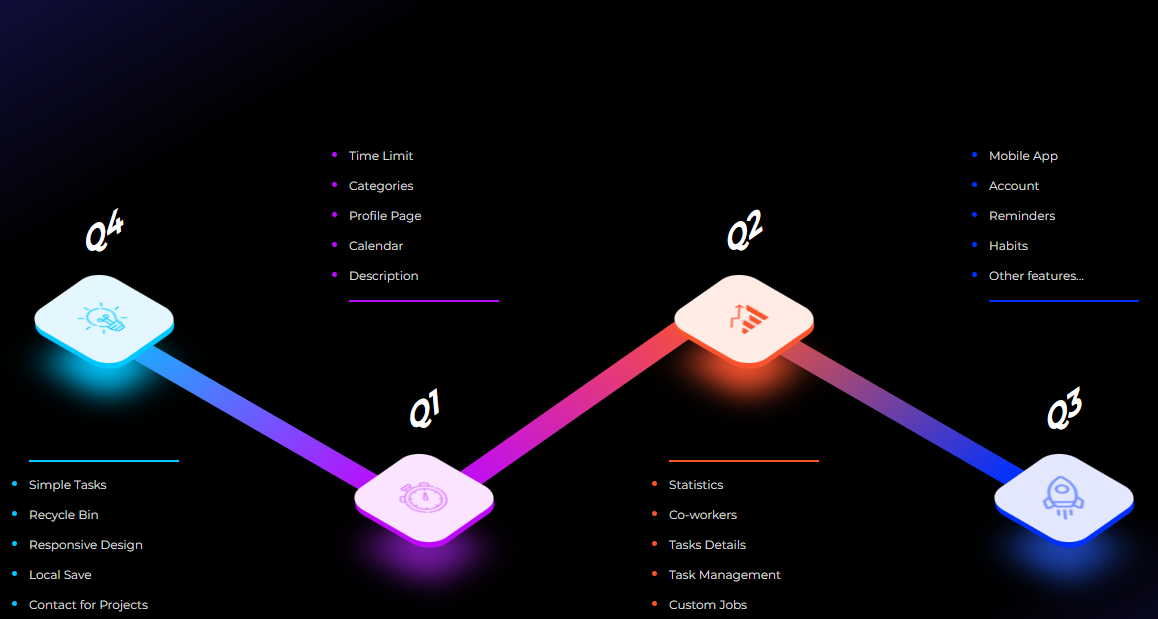 Q4
Simple Tasks
Recycle Bin
Responsive Design
Local Save
Contact for Projects
Time Limit
Categories
Profile Page
Calendar
Description
Q1
Q2
Statistics
Co-workers
Tasks Details
Task Management
Custom Jobs
Mobile App
Account
Reminders
Habits
Other features...
Q3